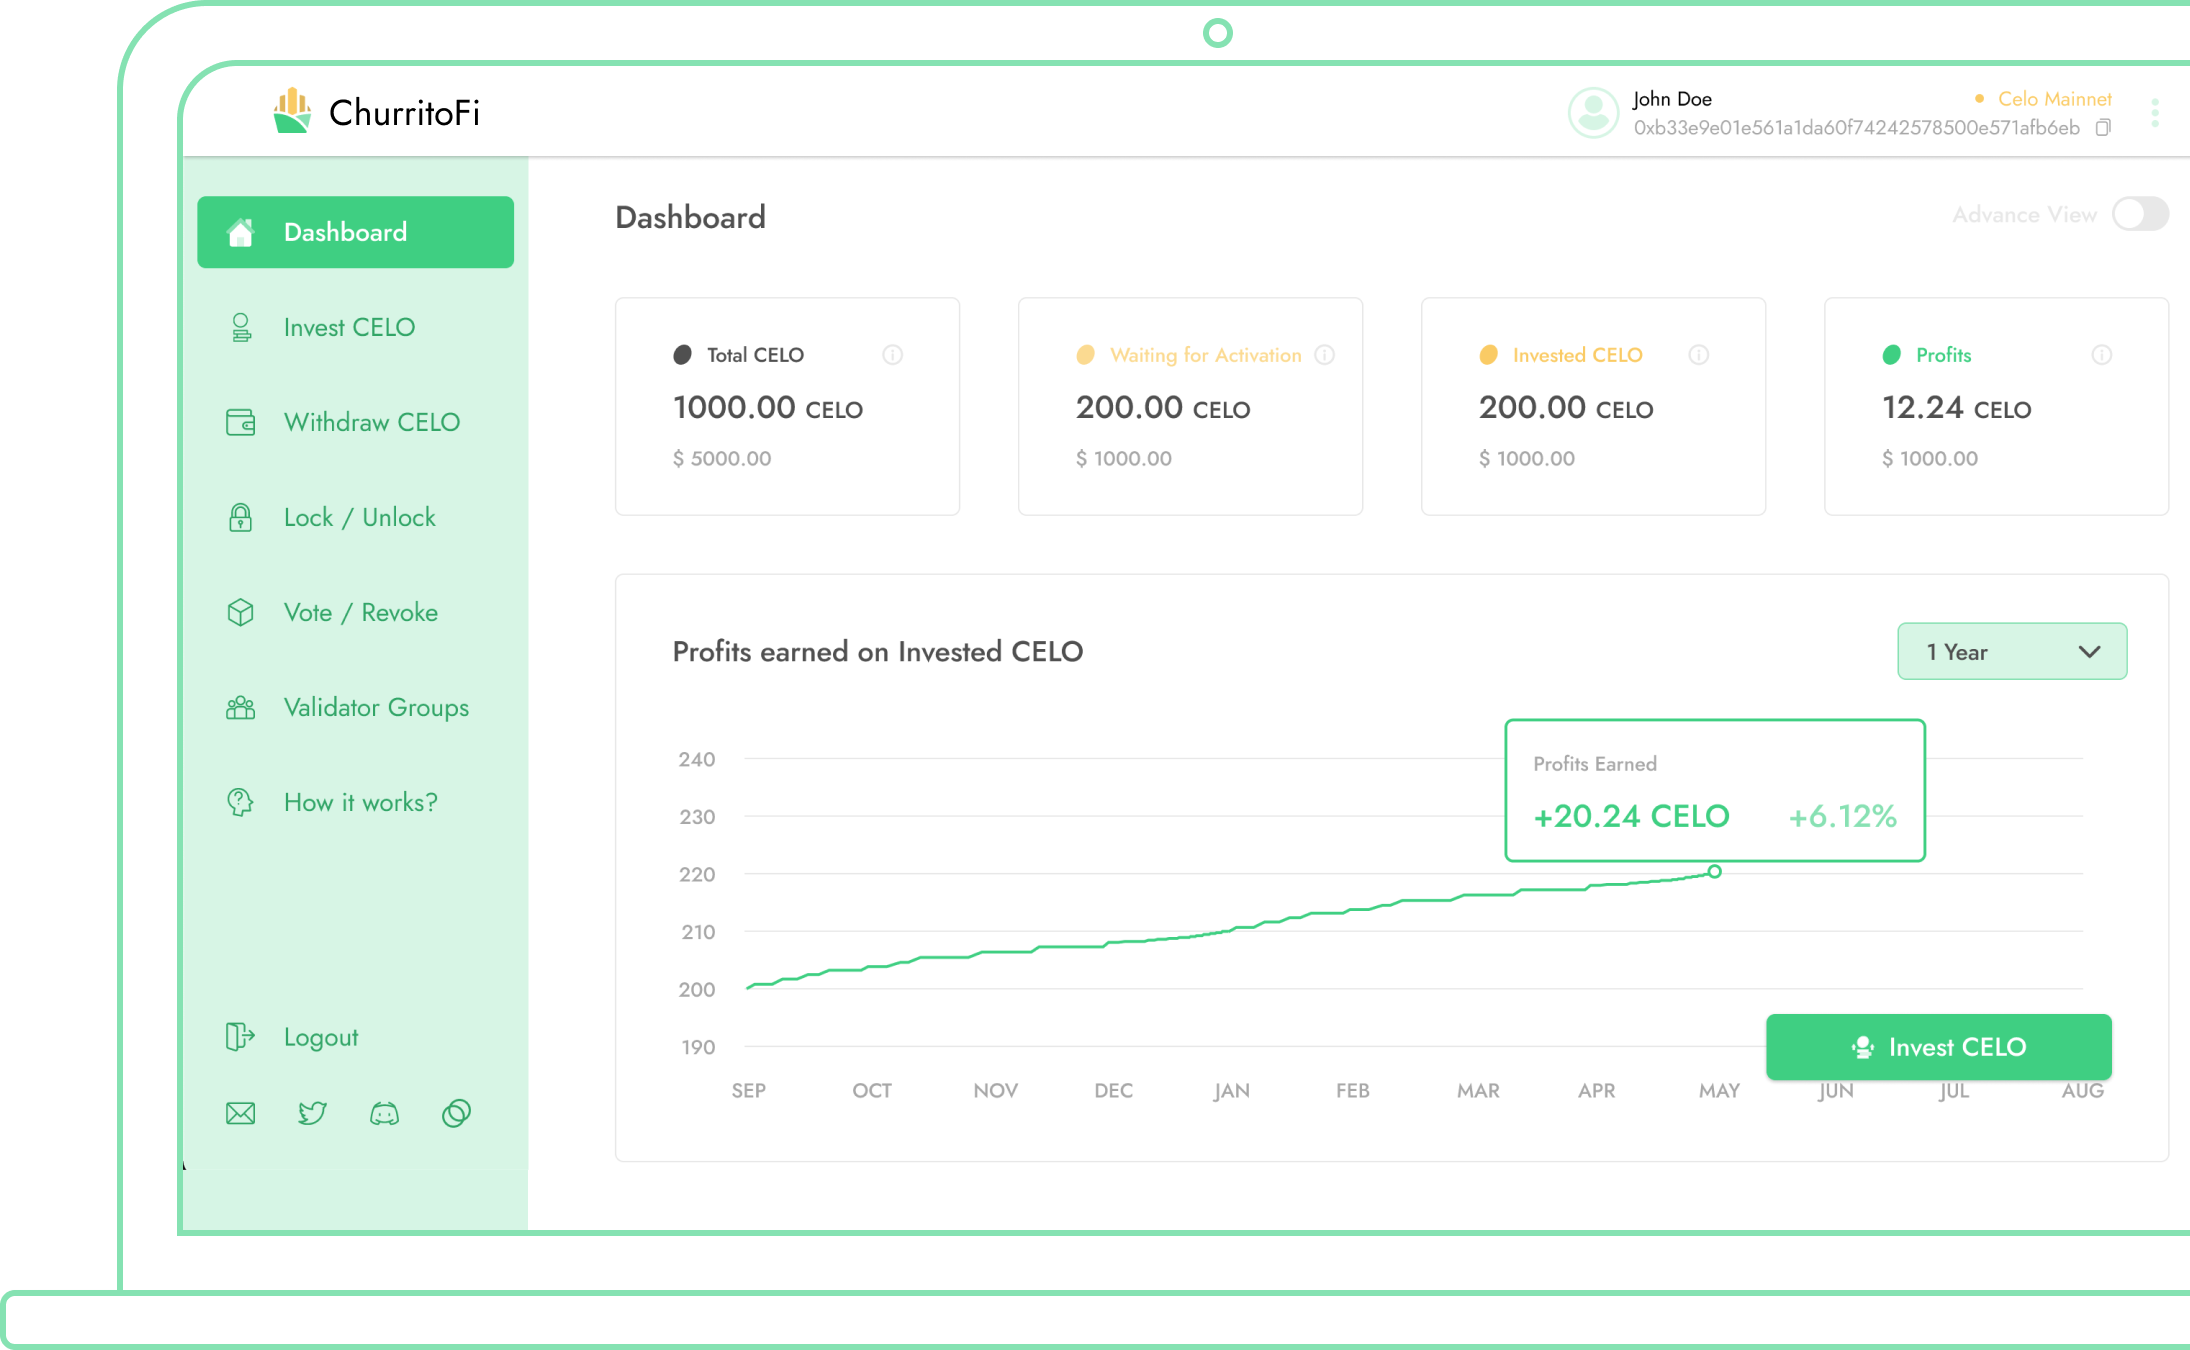 ChurritoFi
John Doe
Celo Mainnet
0xb33e9e01e561a1da60f74242578500e571afb6eb
Dashboard
Invest CELO
Withdraw CELO
Lock / Unlock
Vote / Revoke
Validator Groups
How it works?
Logout
Dashboard
Advance View
Total CELO
1000.00 CELO
$ 5000.00
Waiting for Activation
200.00 CELO
$ 1000.00
Invested CELO
200.00 CELO
$ 1000.00
Profits
12.24 CELO
$ 1000.00
Profits earned on Invested CELO
1 Year
Profits Earned
+20.24 CELO +6.12%
240
230
220
210
200
190
Invest CELO
SEP OCT NOV DEC JAN FEB MAR APR MAY JUN JUL AUG